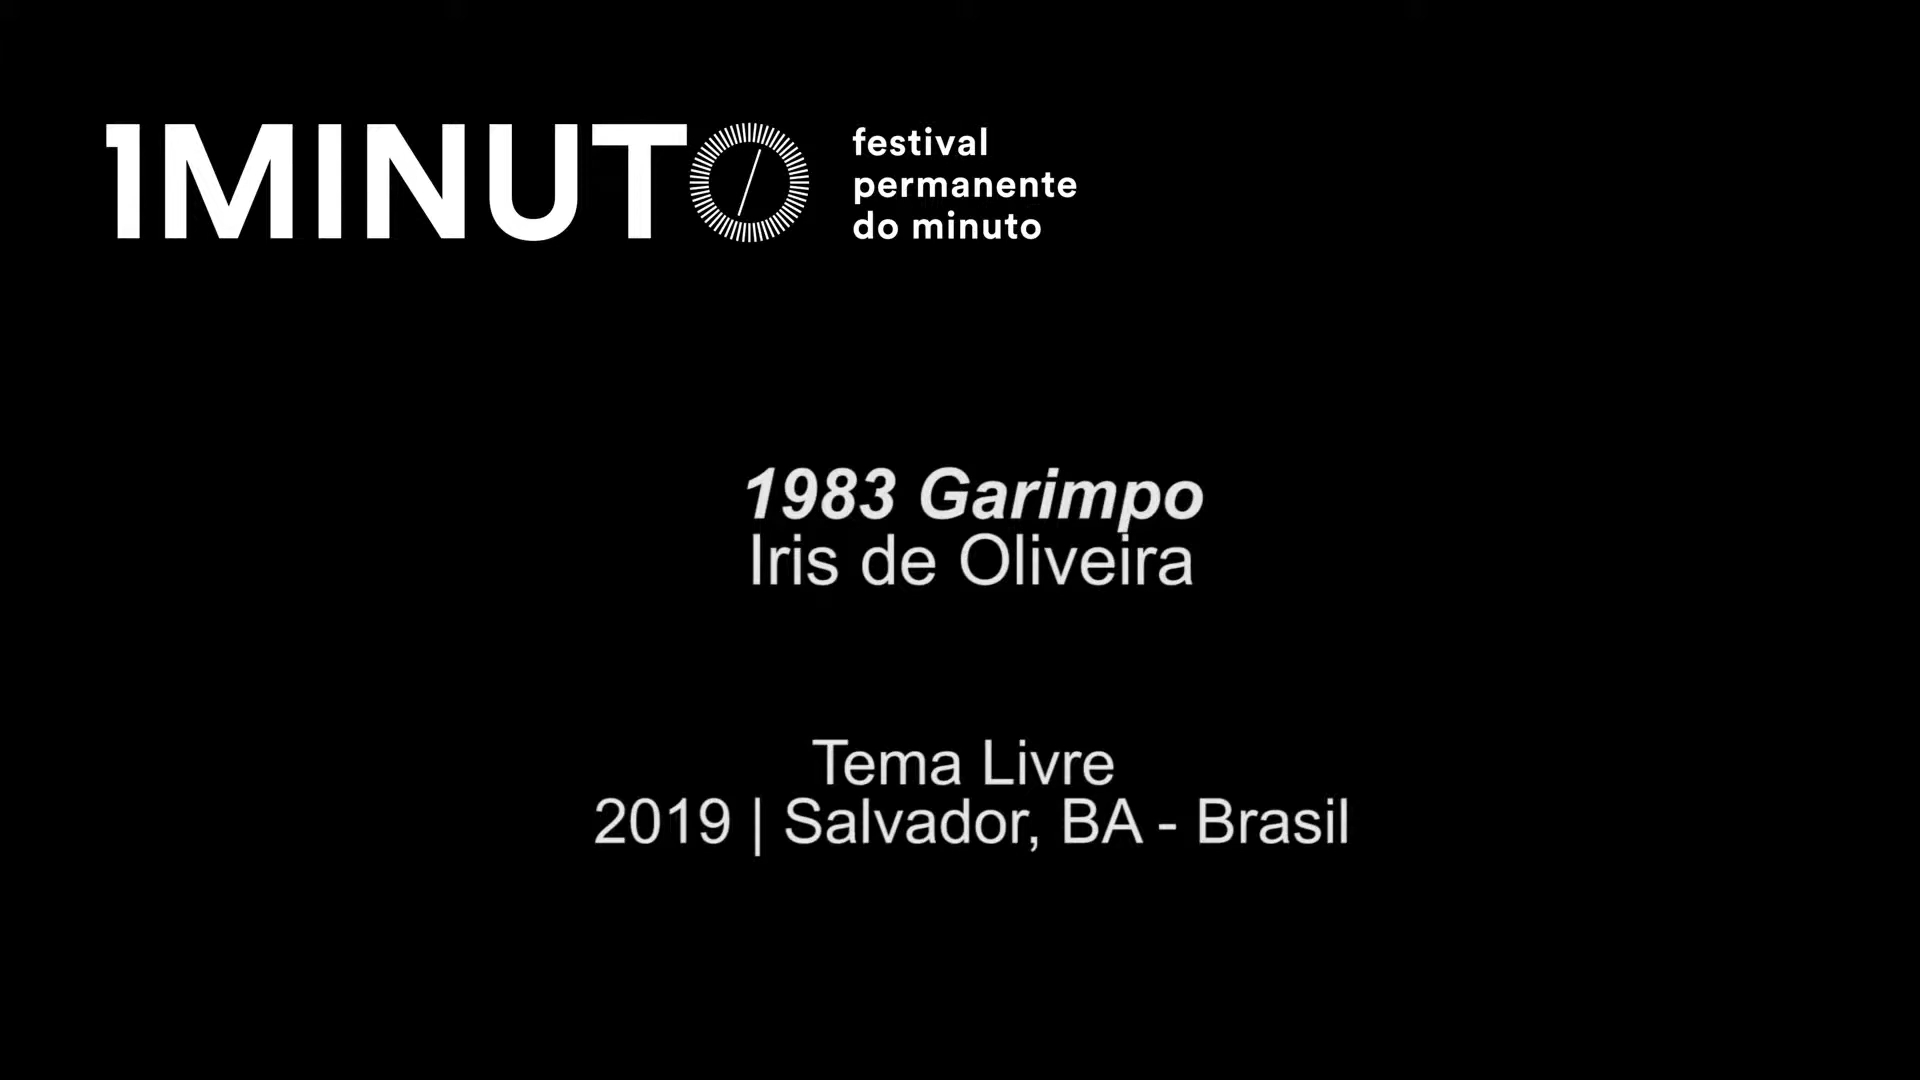 1MINUTO
festival
permanente
do minuto
1983 Garimpo
Iris de Oliveira
Tema Livre
2019 | Salvador, BA - Brasil